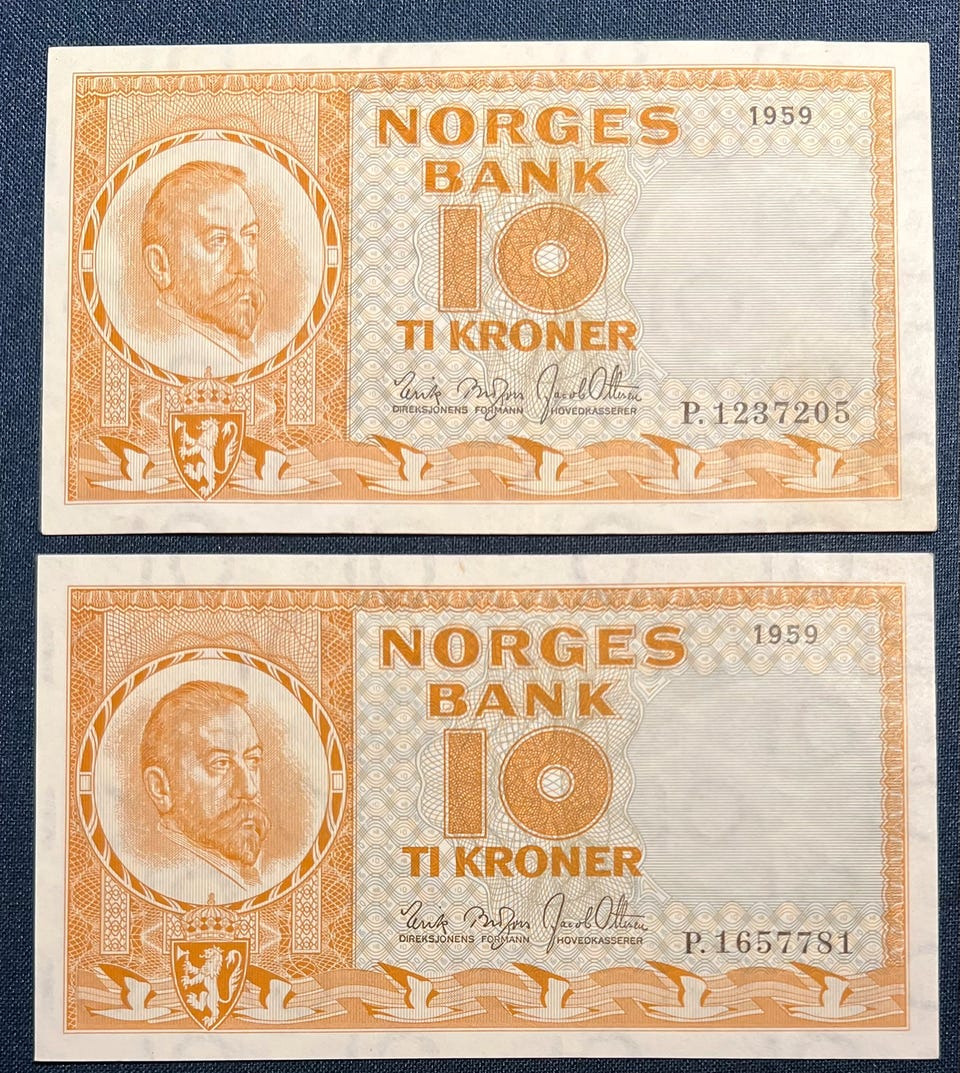 NORGES
1959
BANK
10
TI KRONER
DIREKSJONENS FORMANN HOVEDKASSERER
P. 1237205
NORGES
1959
BANK
10
TI KRONER
DIREKSJONENS FORMANN HOVEDKASSERER
P. 1657781